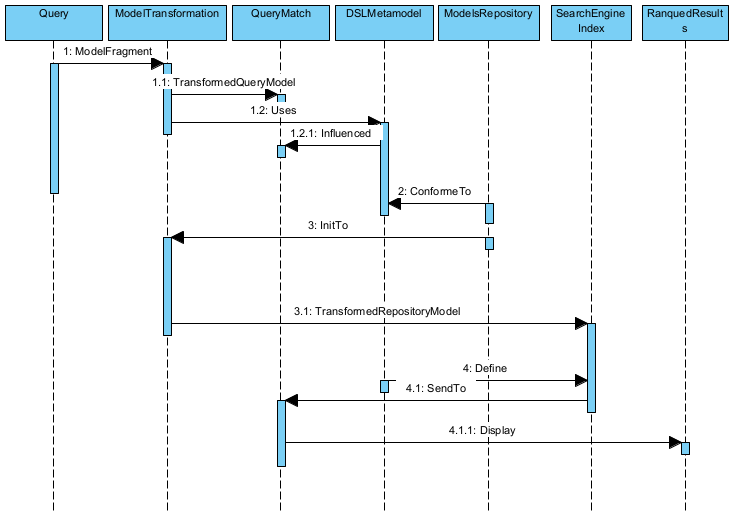 Query
ModelTransformation
QueryMatch
DSLMetamodel
ModelsRepository
SearchEngine
Index
RanquedResult
s
1: ModelFragment
1.1: TransformedQueryModel
1.2: Uses
1.2.1: Influenced
2: ConformeTo
3: InitTo
3.1: TransformedRepositoryModel
4: Define
4.1: SendTo
4.1.1: Display